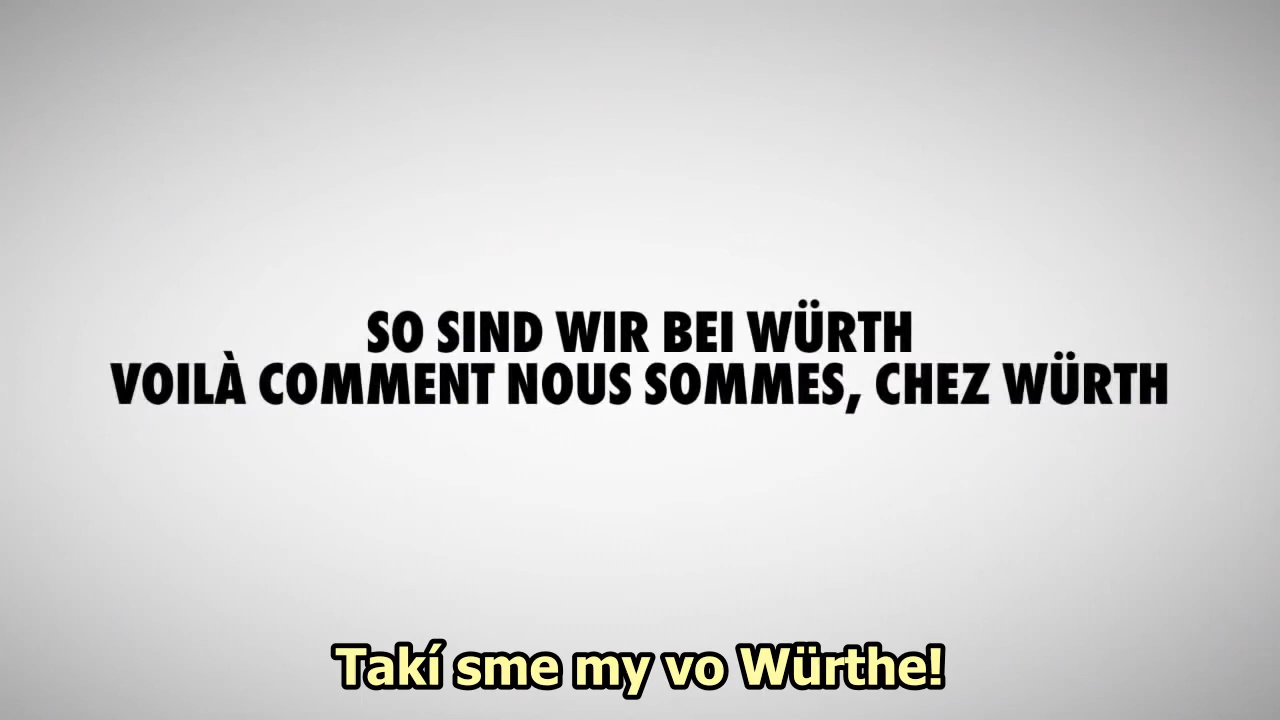 SO SIND WIR BEI WÜRTH
VOILÀ COMMENT NOUS SOMMES, CHEZ WÜRTH
Takí sme my vo Würthe!